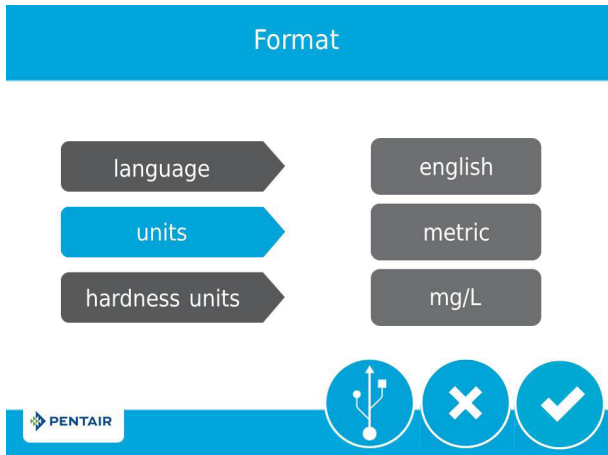 Format
language
english
units
metric
hardness units
mg/L
PENTAIR